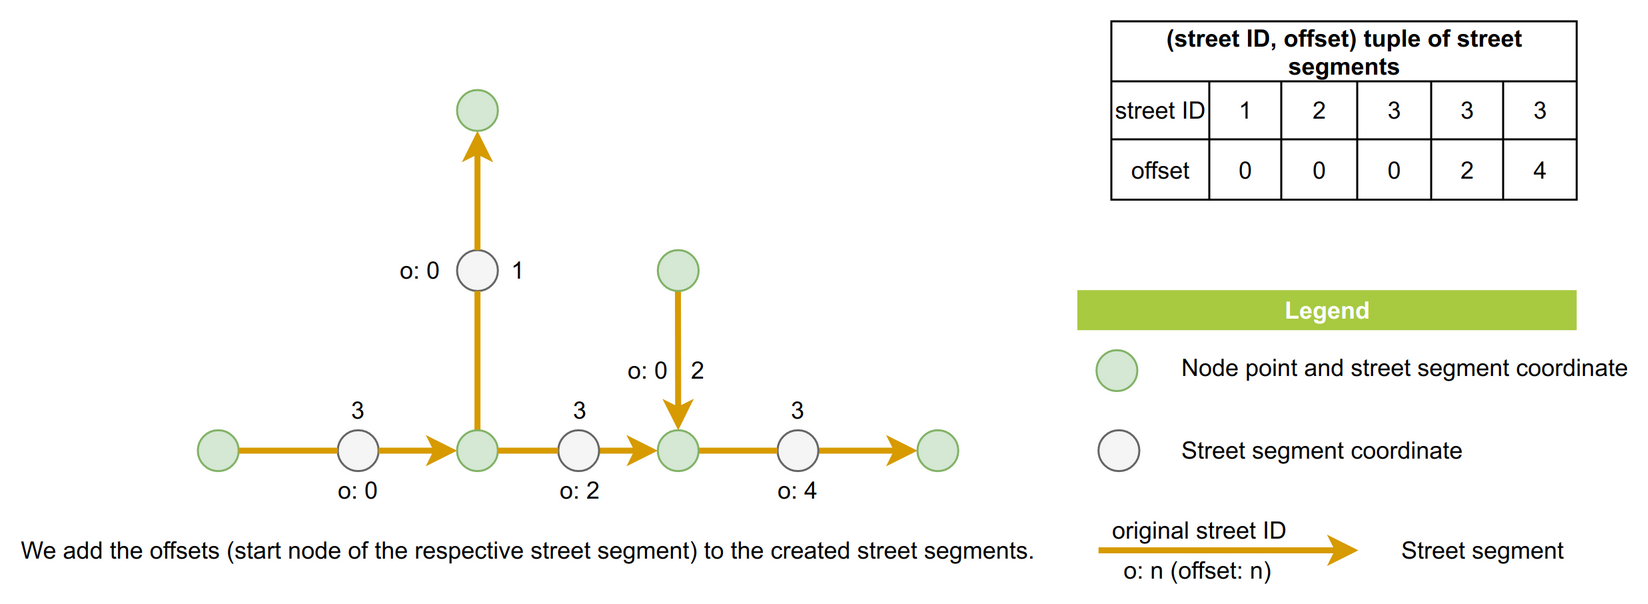 (street ID, offset) tuple of street
segments
street ID 1 2 3 3 3
offset 0 0 0 2 4
o: 0 1
o: 0 2
3 3 3
o: 0 o: 2 o: 4
We add the offsets (start node of the respective street segment) to the created street segments.
Legend
Node point and street segment coordinate
Street segment coordinate
original street ID
o: n (offset: n)
Street segment